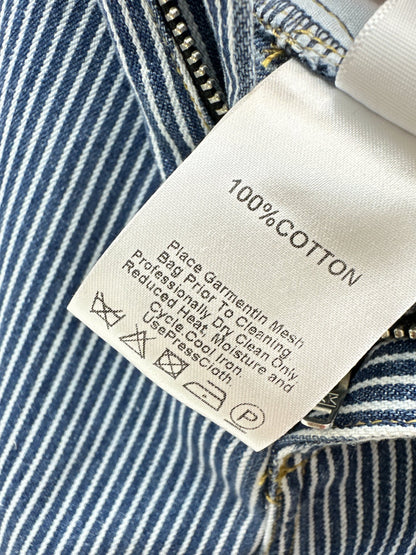 100%COTTON
Place Garmentin Mesh
Bag Prior To Cleaning
Professionally Dry Clean Only
Reduced Heat, Moisture and
Cycle.Cool Iron.
UsePressCloth.
P